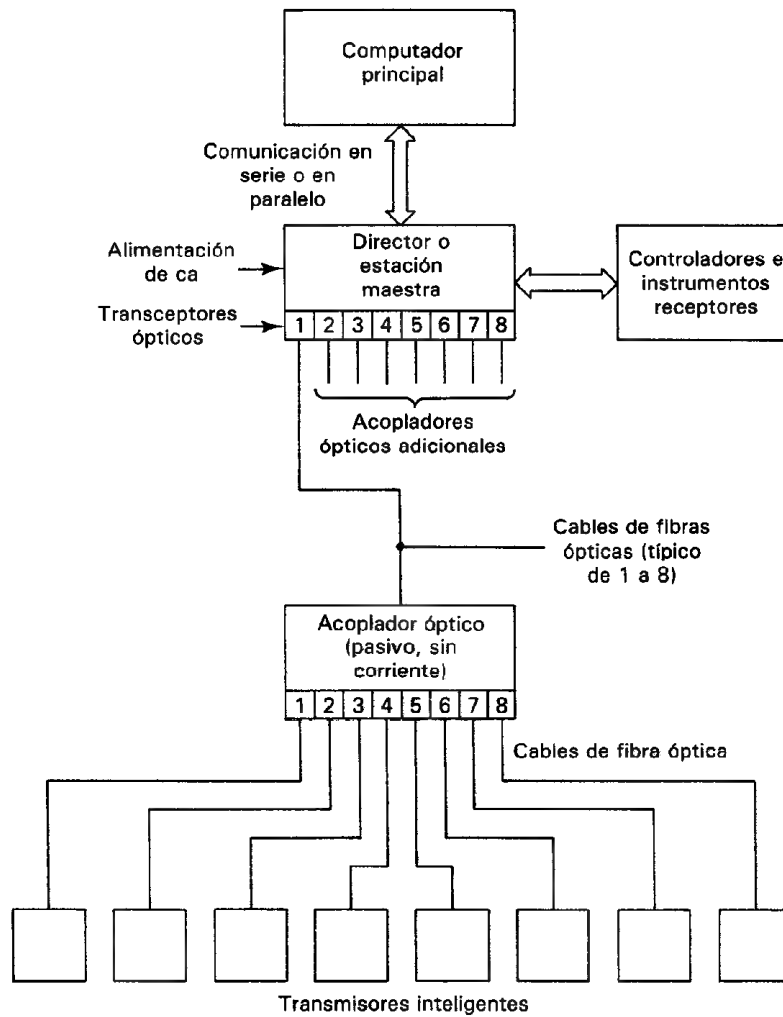 Computador
principal
Comunicación en
serie o en
paralelo
Alimentación
de ca
Director o
estación
maestra
Controladores e
instrumentos
receptores
Transceptores
ópticos
1 2 3 4 5 6 7 8
Acopladores
ópticos adicionales
Cables de fibras
ópticas (típico
de 1 a 8)
Acoplador óptico
(pasivo, sin
corriente)
1 2 3 4 5 6 7 8
Cables de fibra óptica
Transmisores inteligentes